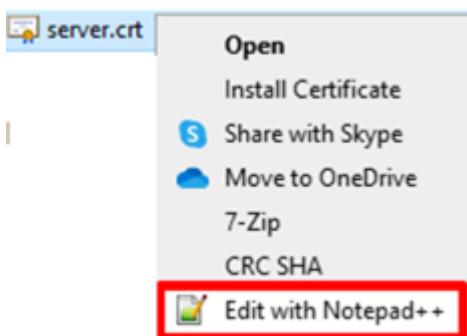 server.crt
Open
Install Certificate
Share with Skype
Move to OneDrive
7-Zip
CRC SHA
Edit with Notepad++